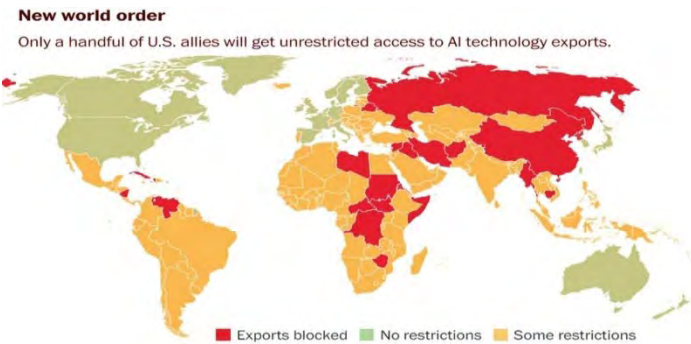 New world order
Only a handful of U.S. allies will get unrestricted access to AI technology exports.
Exports blocked No restrictions Some restrictions